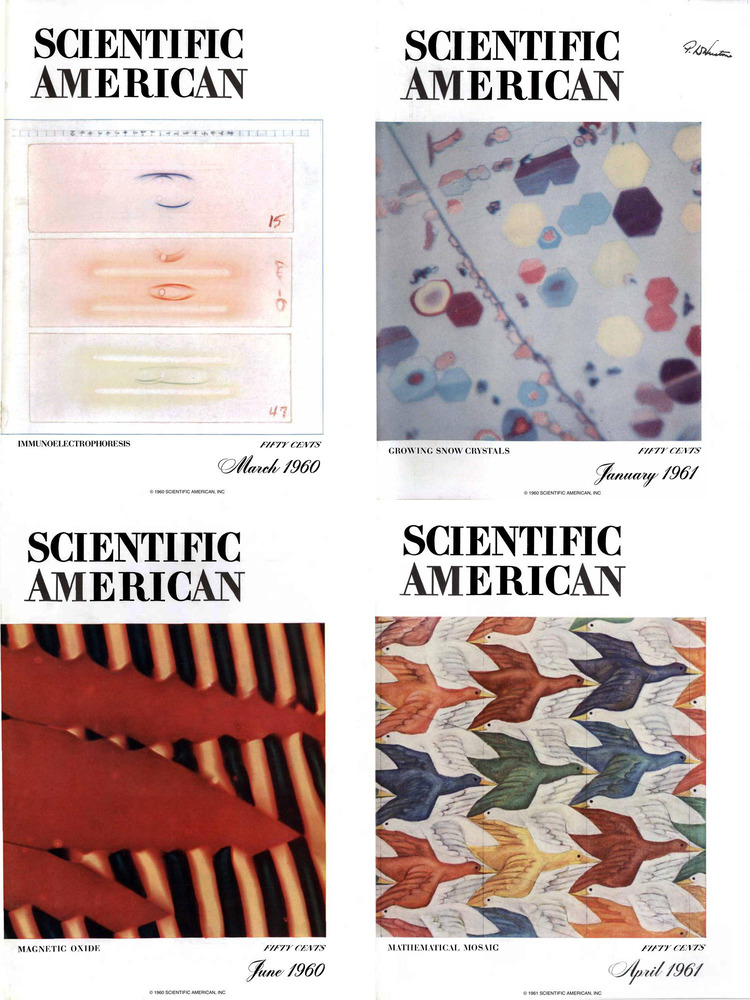 SCIENTIFIC
AMERICAN
15
47
IMMUNOELECTROPHORESIS
FIFTY CENTS
March 1960
© 1960 SCIENTIFIC AMERICAN, INC
SCIENTIFIC
AMERICAN
GROWING SNOW CRYSTALS
FIFTY CENTS
January 1961
© 1960 SCIENTIFIC AMERICAN, INC
SCIENTIFIC
AMERICAN
MAGNETIC OXIDE
FIFTY CENTS
June 1960
© 1960 SCIENTIFIC AMERICAN, INC
SCIENTIFIC
AMERICAN
MATHEMATICAL MOSAIC
FIFTY CENTS
April 1961
© 1961 SCIENTIFIC AMERICAN, INC